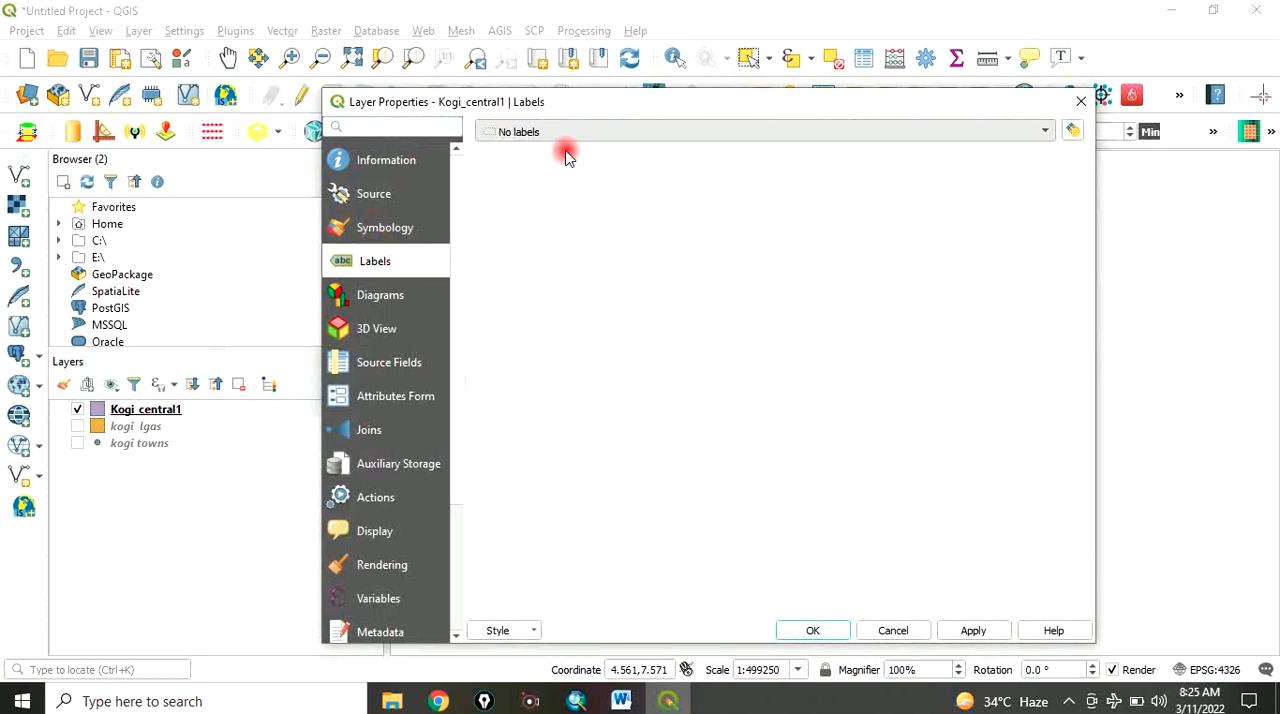 *Untitled Project - QGIS
Project Edit View Layer Settings Plugins Vector Raster Database Web Mesh AGIS SCP Processing Help
Layer Properties - Kogi_central1 | Labels
No labels
Min
Browser (2)
Favorites
Home
C:\
E:\
GeoPackage
SpatiaLite
PostGIS
MSSQL
Oracle
Layers
Kogi_central1
kogi lgas
kogi towns
Information
Source
Symbology
abc Labels
Diagrams
3D View
Source Fields
Attributes Form
Joins
Auxiliary Storage
Actions
Display
Rendering
Variables
Metadata
Style
OK Cancel Apply Help
Type to locate (Ctrl+K)
Coordinate 4.561,7.571 Scale 1:499250 Magnifier 100% Rotation 0.0 ° Render EPSG:4326
Type here to search
34°C Haze
8:25 AM
3/11/2022